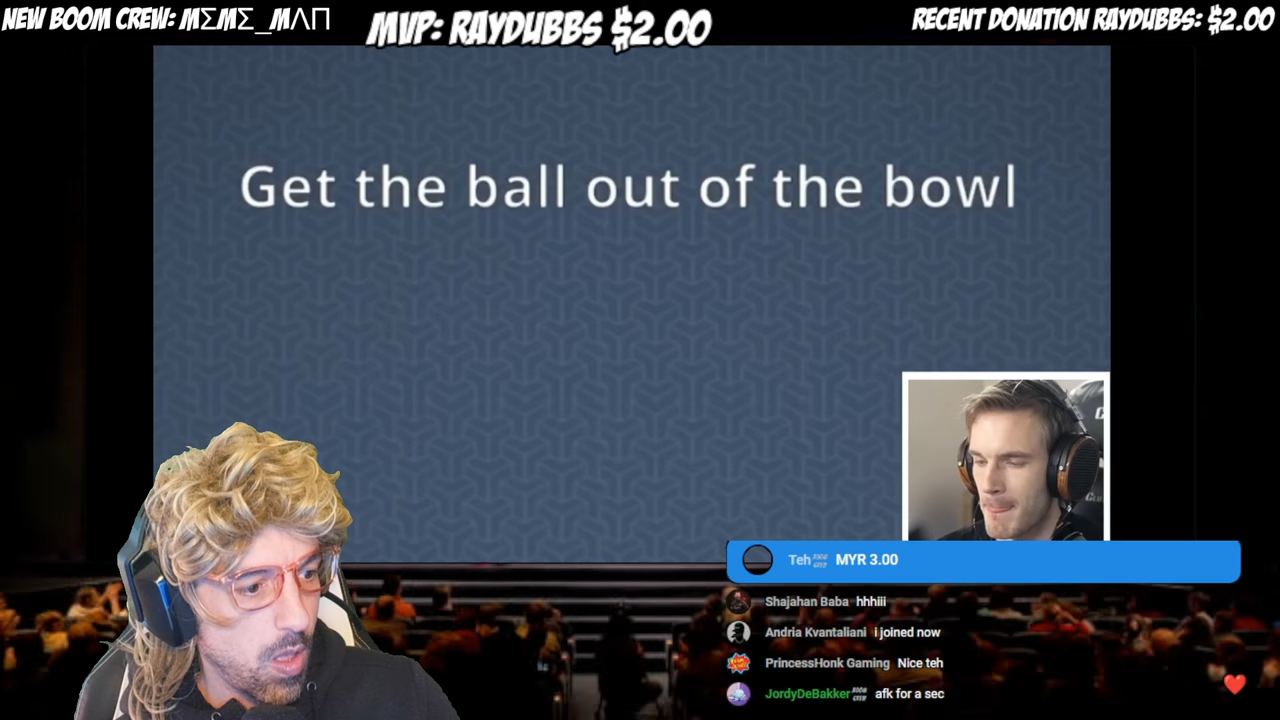 NEW BOOM CREW: MΣMΣ_MΛΠ
MVP: RAYDUBBS $2.00
RECENT DONATION RAYDUBBS: $2.00
Get the ball out of the bowl
Teh MYR 3.00
Shajahan Baba hhhiii
Andria Kvantaliani i joined now
PrincessHonk Gaming Nice teh
JordyDeBakker afk for a sec